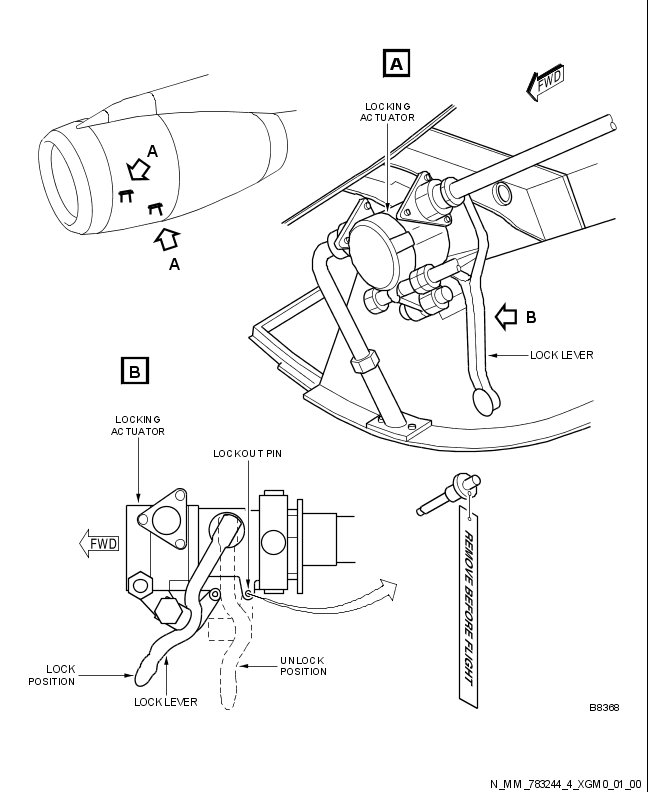 A
FWD
LOCKING
ACTUATOR
A
A
B
LOCK LEVER
B
LOCKING
ACTUATOR
LOCKOUT PIN
FWD
REMOVE BEFORE FLIGHT
LOCK
POSITION
UNLOCK
POSITION
LOCK LEVER
B8368
N_MM_783244_4_XGM0_01_00